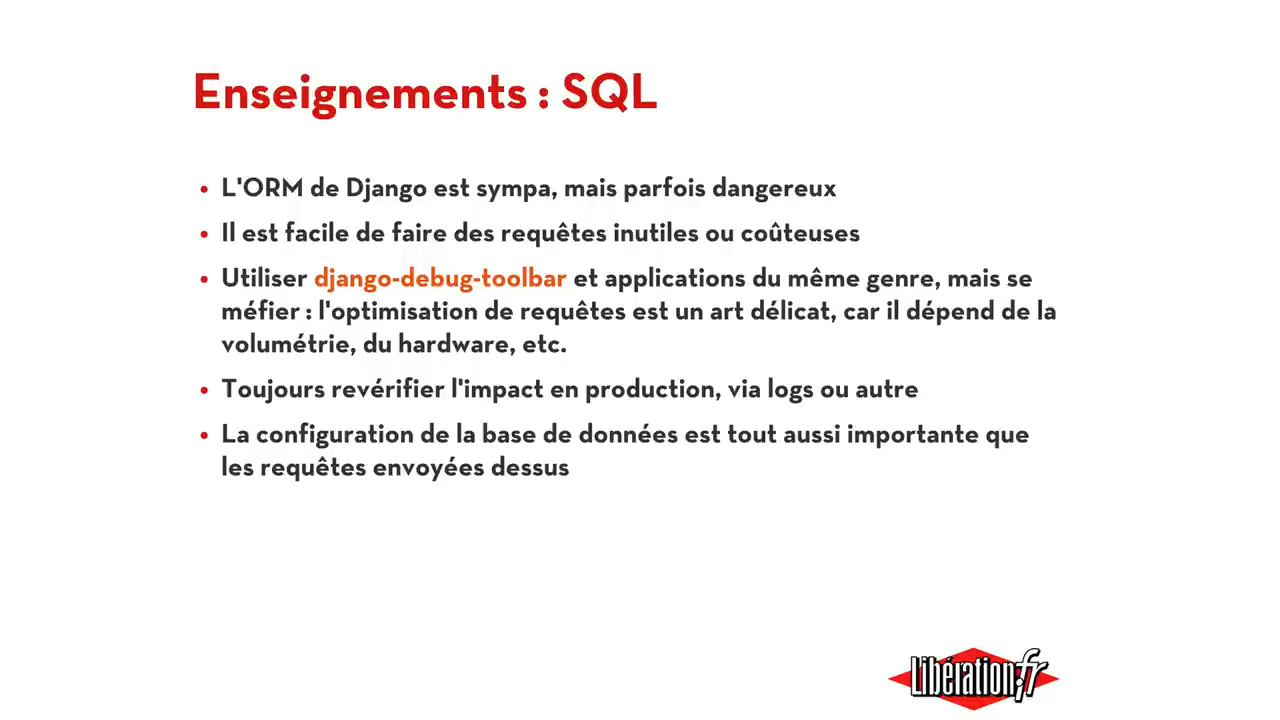 Enseignements : SQL
L'ORM de Django est sympa, mais parfois dangereux
Il est facile de faire des requêtes inutiles ou coûteuses
Utiliser django-debug-toolbar et applications du même genre, mais se
méfier : l'optimisation de requêtes est un art délicat, car il dépend de la
volumétrie, du hardware, etc.
Toujours revérifier l'impact en production, via logs ou autre
La configuration de la base de données est tout aussi importante que
les requêtes envoyées dessus
Libération.fr